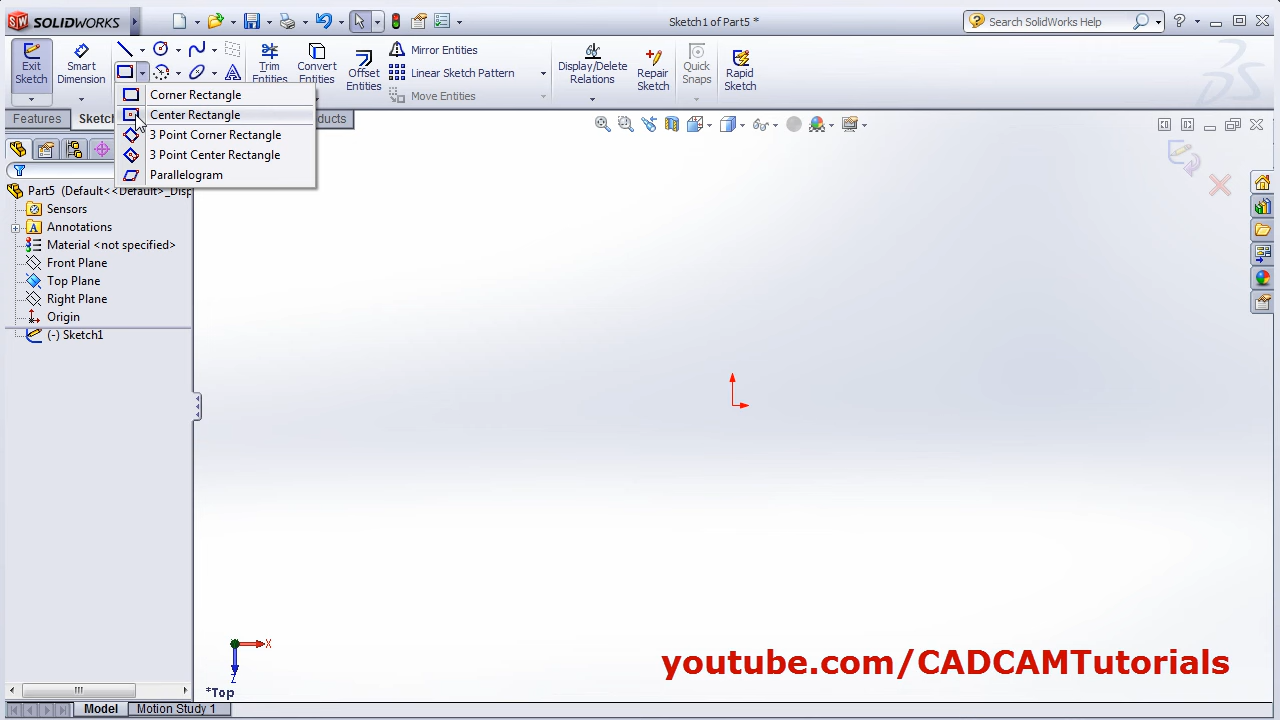 SOLIDWORKS
Sketch1 of Part5 *
Search SolidWorks Help
Exit Sketch
Smart Dimension
Trim Entities
Convert Entities
Offset Entities
Mirror Entities
Linear Sketch Pattern
Move Entities
Display/Delete Relations
Repair Sketch
Quick Snaps
Rapid Sketch
Corner Rectangle
Center Rectangle
3 Point Corner Rectangle
3 Point Center Rectangle
Parallelogram
Features
Sketc
ducts
Part5 (Default<<Default>_Disp
Sensors
Annotations
Material <not specified>
Front Plane
Top Plane
Right Plane
Origin
(-) Sketch1
X
Z
*Top
youtube.com/CADCAMTutorials
Model
Motion Study 1